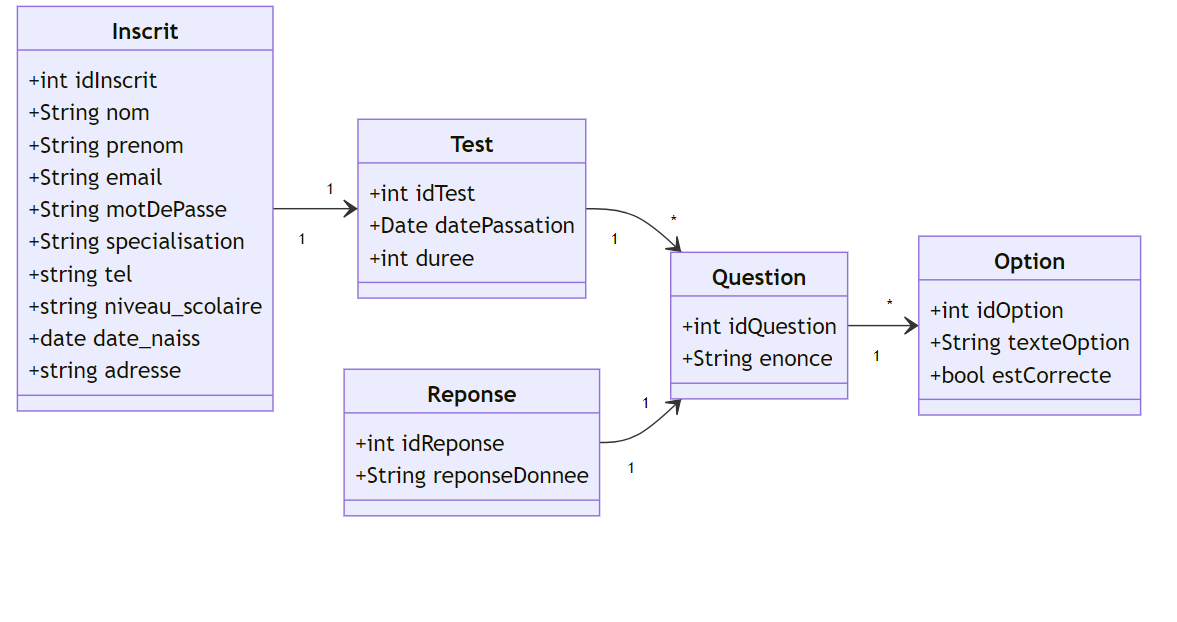 Inscrit
+int idInscrit
+String nom
+String prenom
+String email
+String motDePasse
+String specialisation
+string tel
+string niveau_scolaire
+date date_naiss
+string adresse
1
1
Test
+int idTest
+Date datePassation
+int duree
*
1
Reponse
+int idReponse
+String reponseDonnee
1
1
Question
+int idQuestion
+String enonce
*
1
Option
+int idOption
+String texteOption
+bool estCorrecte